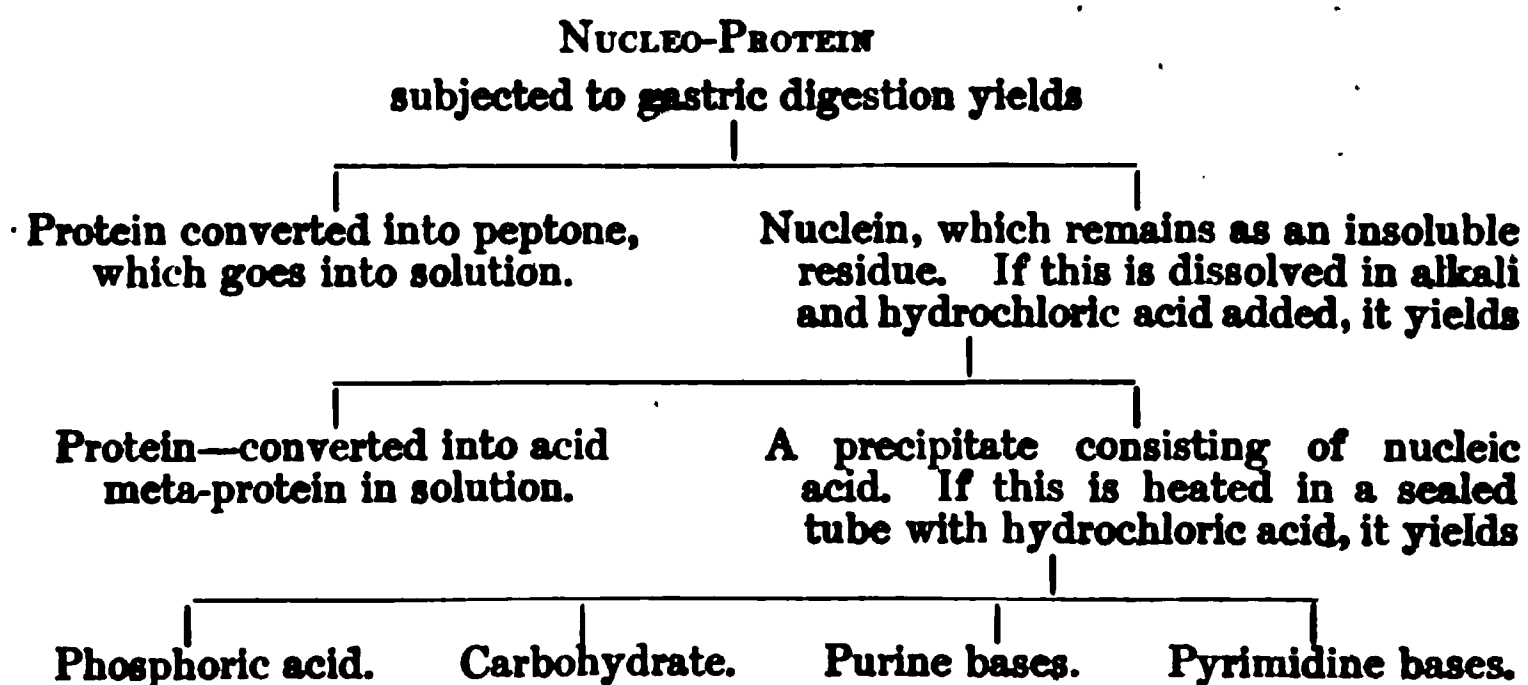 NUCLEO-PROTEIN
subjected to gastric digestion yields
Protein converted into peptone,
which goes into solution.
Nuclein, which remains as an insoluble
residue. If this is dissolved in alkali
and hydrochloric acid added, it yields
Protein—converted into acid
meta-protein in solution.
A precipitate consisting of nucleic
acid. If this is heated in a sealed
tube with hydrochloric acid, it yields
Phosphoric acid. Carbohydrate. Purine bases. Pyrimidine bases.